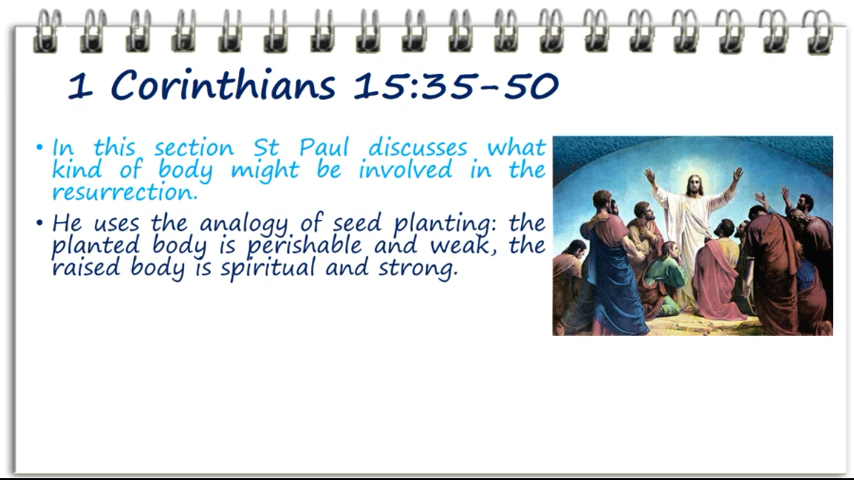 1 Corinthians 15:35-50
• In this section St Paul discusses what
kind of body might be involved in the
resurrection.
• He uses the analogy of seed planting: the
planted body is perishable and weak, the
raised body is spiritual and strong.